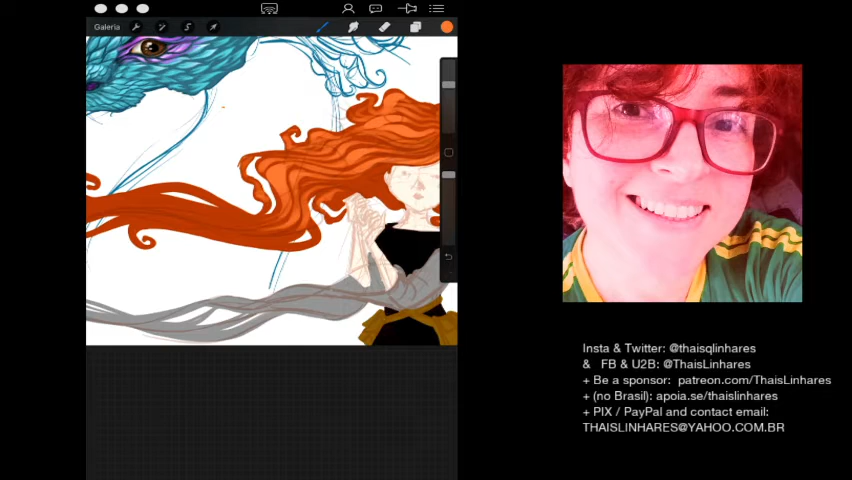 Galeria
Insta & Twitter: @thaisqlinhares
& FB & U2B: @ThaisLinhares
+ Be a sponsor: patreon.com/ThaisLinhares
+ (no Brasil): apoia.se/thaislinhares
+ PIX / PayPal and contact email:
THAISLINHARES@YAHOO.COM.BR